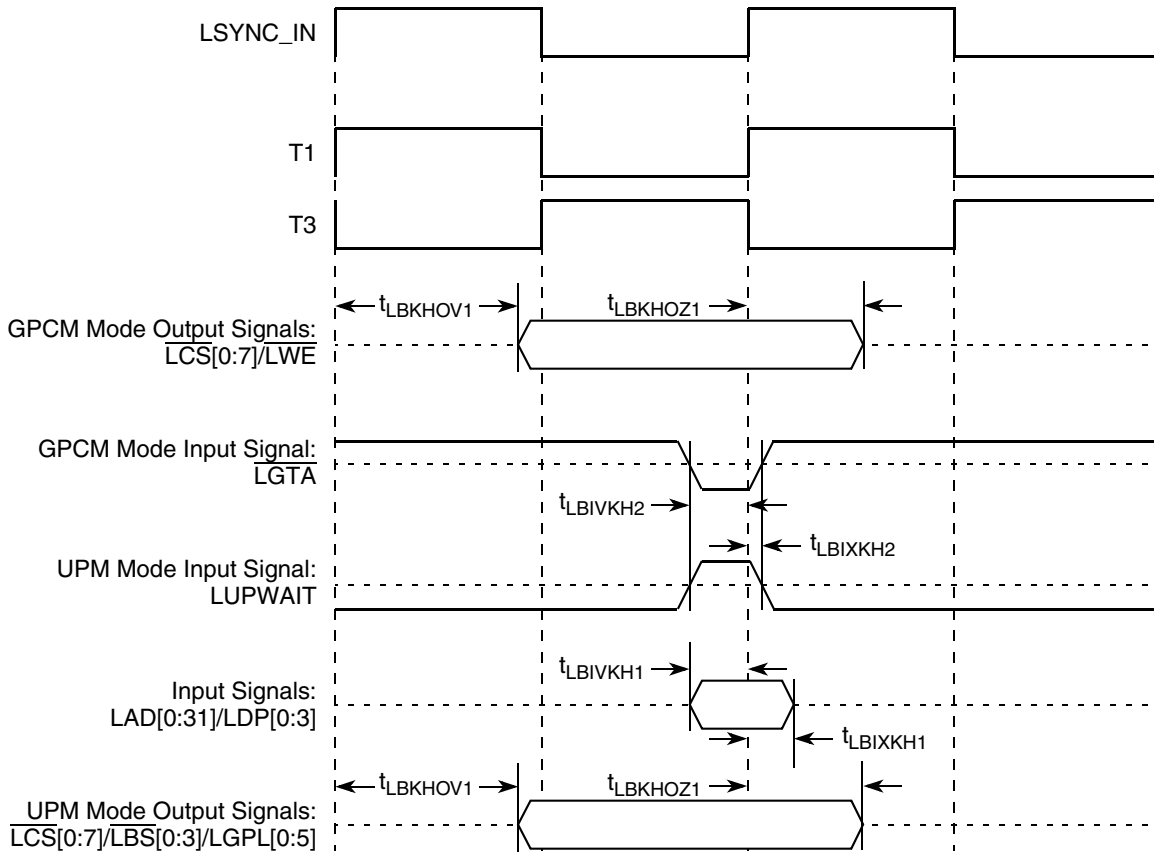 LSYNC_IN
T1
T3
tLBKHOV1
tLBKHOZ1
GPCM Mode Output Signals:
LCS[0:7]/LWE
GPCM Mode Input Signal:
LGTA
tLBIVKH2
tLBIXKH2
UPM Mode Input Signal:
LUPWAIT
tLBIVKH1
Input Signals:
LAD[0:31]/LDP[0:3]
tLBIXKH1
tLBKHOV1
tLBKHOZ1
UPM Mode Output Signals:
LCS[0:7]/LBS[0:3]/LGPL[0:5]